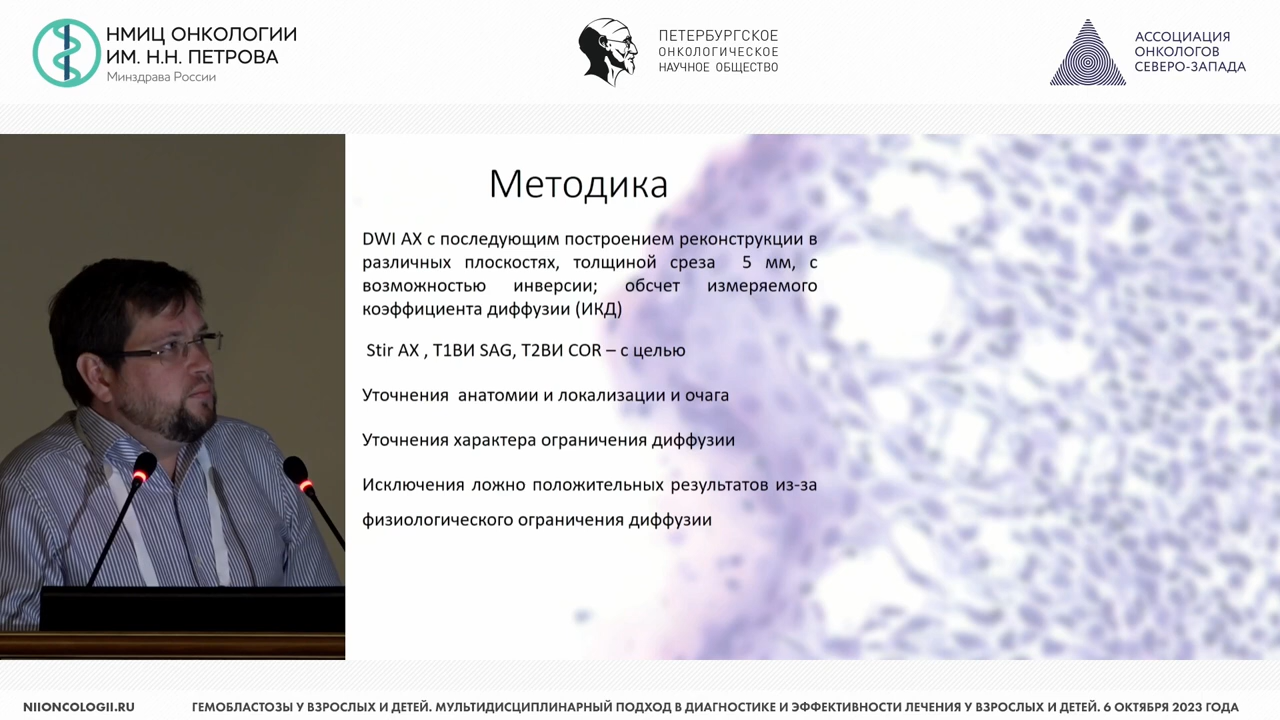 НМИЦ ОНКОЛОГИИ
ИМ. Н.Н. ПЕТРОВА
Минздрава России
ПЕТЕРБУРГСКОЕ
ОНКОЛОГИЧЕСКОЕ
НАУЧНОЕ ОБЩЕСТВО
АССОЦИАЦИЯ
ОНКОЛОГОВ
СЕВЕРО-ЗАПАДА
Методика
DWI AX с последующим построением реконструкции в
различных плоскостях, толщиной среза 5 мм, с
возможностью инверсии; обсчет измеряемого
коэффициента диффузии (ИКД)
Stir AX , Т1ВИ SAG, Т2ВИ COR – с целью
Уточнения анатомии и локализации и очага
Уточнения характера ограничения диффузии
Исключения ложно положительных результатов из-за
физиологического ограничения диффузии
NIIONCOLOGII.RU
ГЕМОБЛАСТОЗЫ У ВЗРОСЛЫХ И ДЕТЕЙ. МУЛЬТИДИСЦИПЛИНАРНЫЙ ПОДХОД В ДИАГНОСТИКЕ И ЭФФЕКТИВНОСТИ ЛЕЧЕНИЯ У ВЗРОСЛЫХ И ДЕТЕЙ. 6 ОКТЯБРЯ 2023 ГОДА